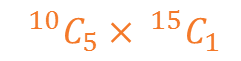 ¹⁰C₅ × ¹⁵C₁